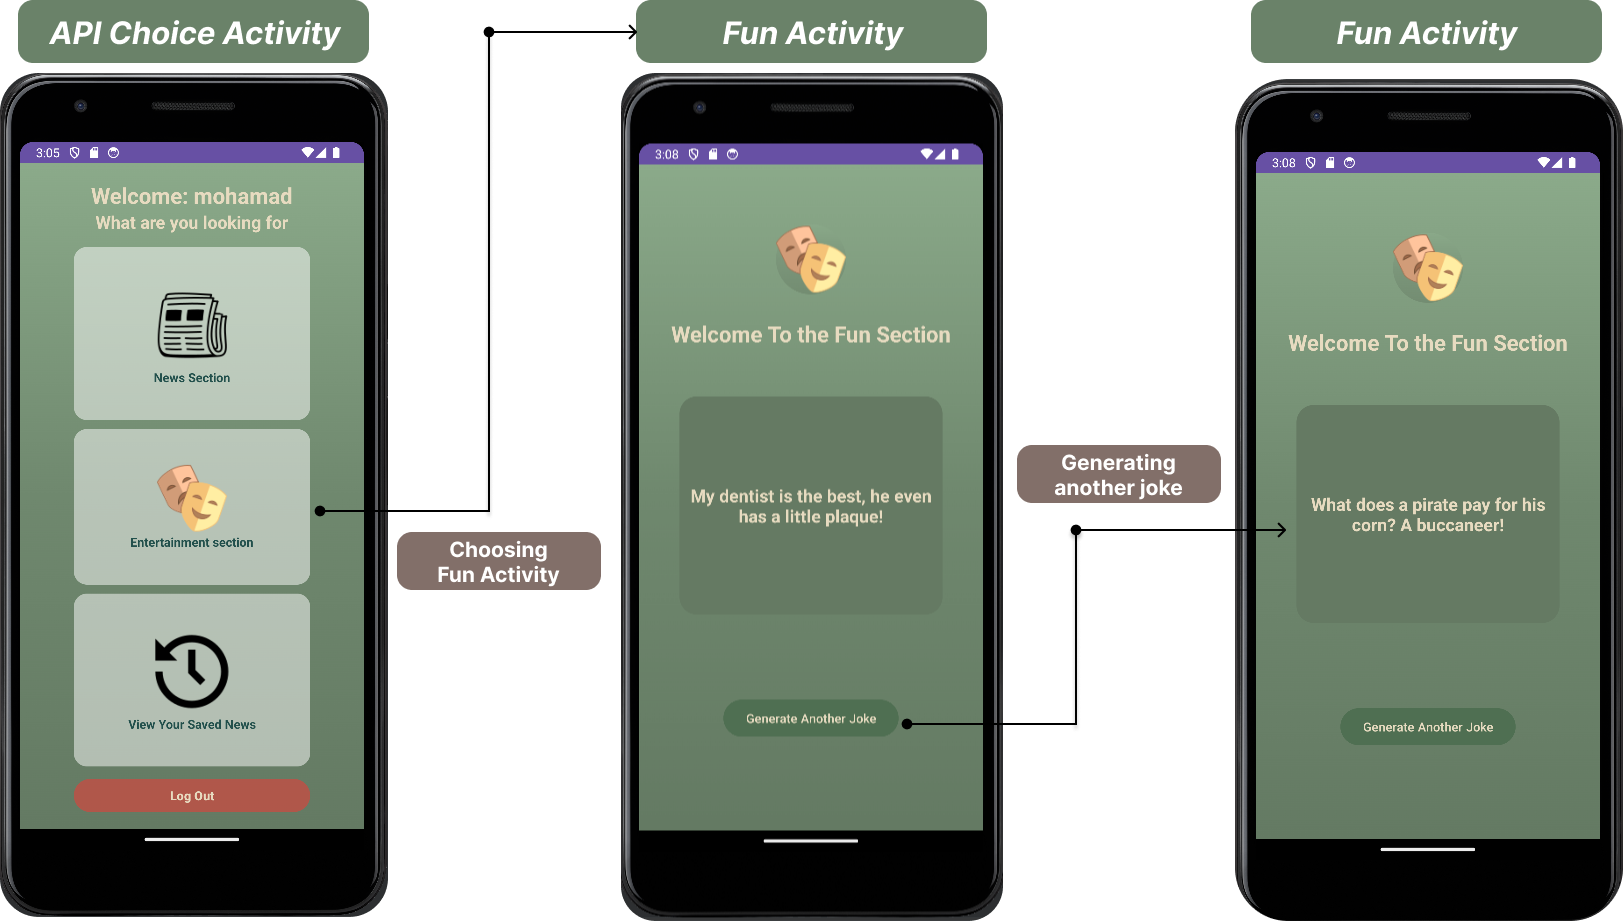 API Choice Activity
3:05
Welcome: mohamad
What are you looking for
News Section
Entertainment section
View Your Saved News
Log Out
Choosing
Fun Activity
Fun Activity
3:08
Welcome To the Fun Section
My dentist is the best, he even
has a little plaque!
Generate Another Joke
Generating
another joke
Fun Activity
3:08
Welcome To the Fun Section
What does a pirate pay for his
corn? A buccaneer!
Generate Another Joke